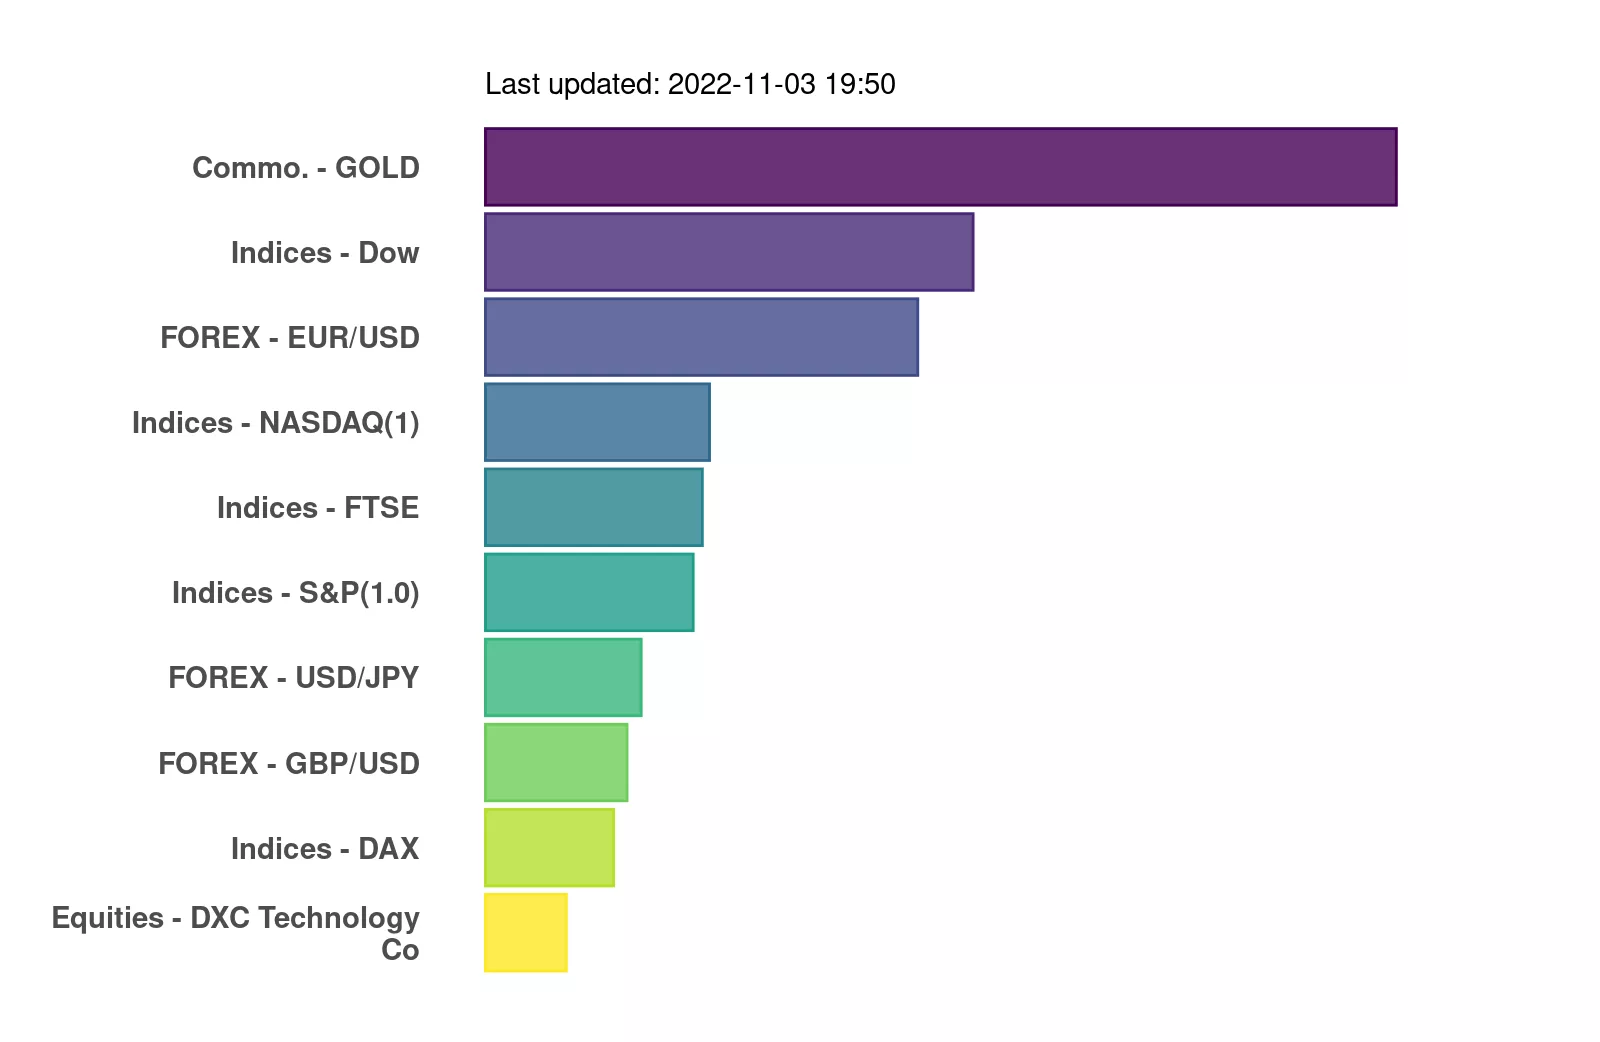 Last updated: 2022-11-03 19:50
Commo. - GOLD
Indices - Dow
FOREX - EUR/USD
Indices - NASDAQ(1)
Indices - FTSE
Indices - S&P(1.0)
FOREX - USD/JPY
FOREX - GBP/USD
Indices - DAX
Equities - DXC Technology
Co